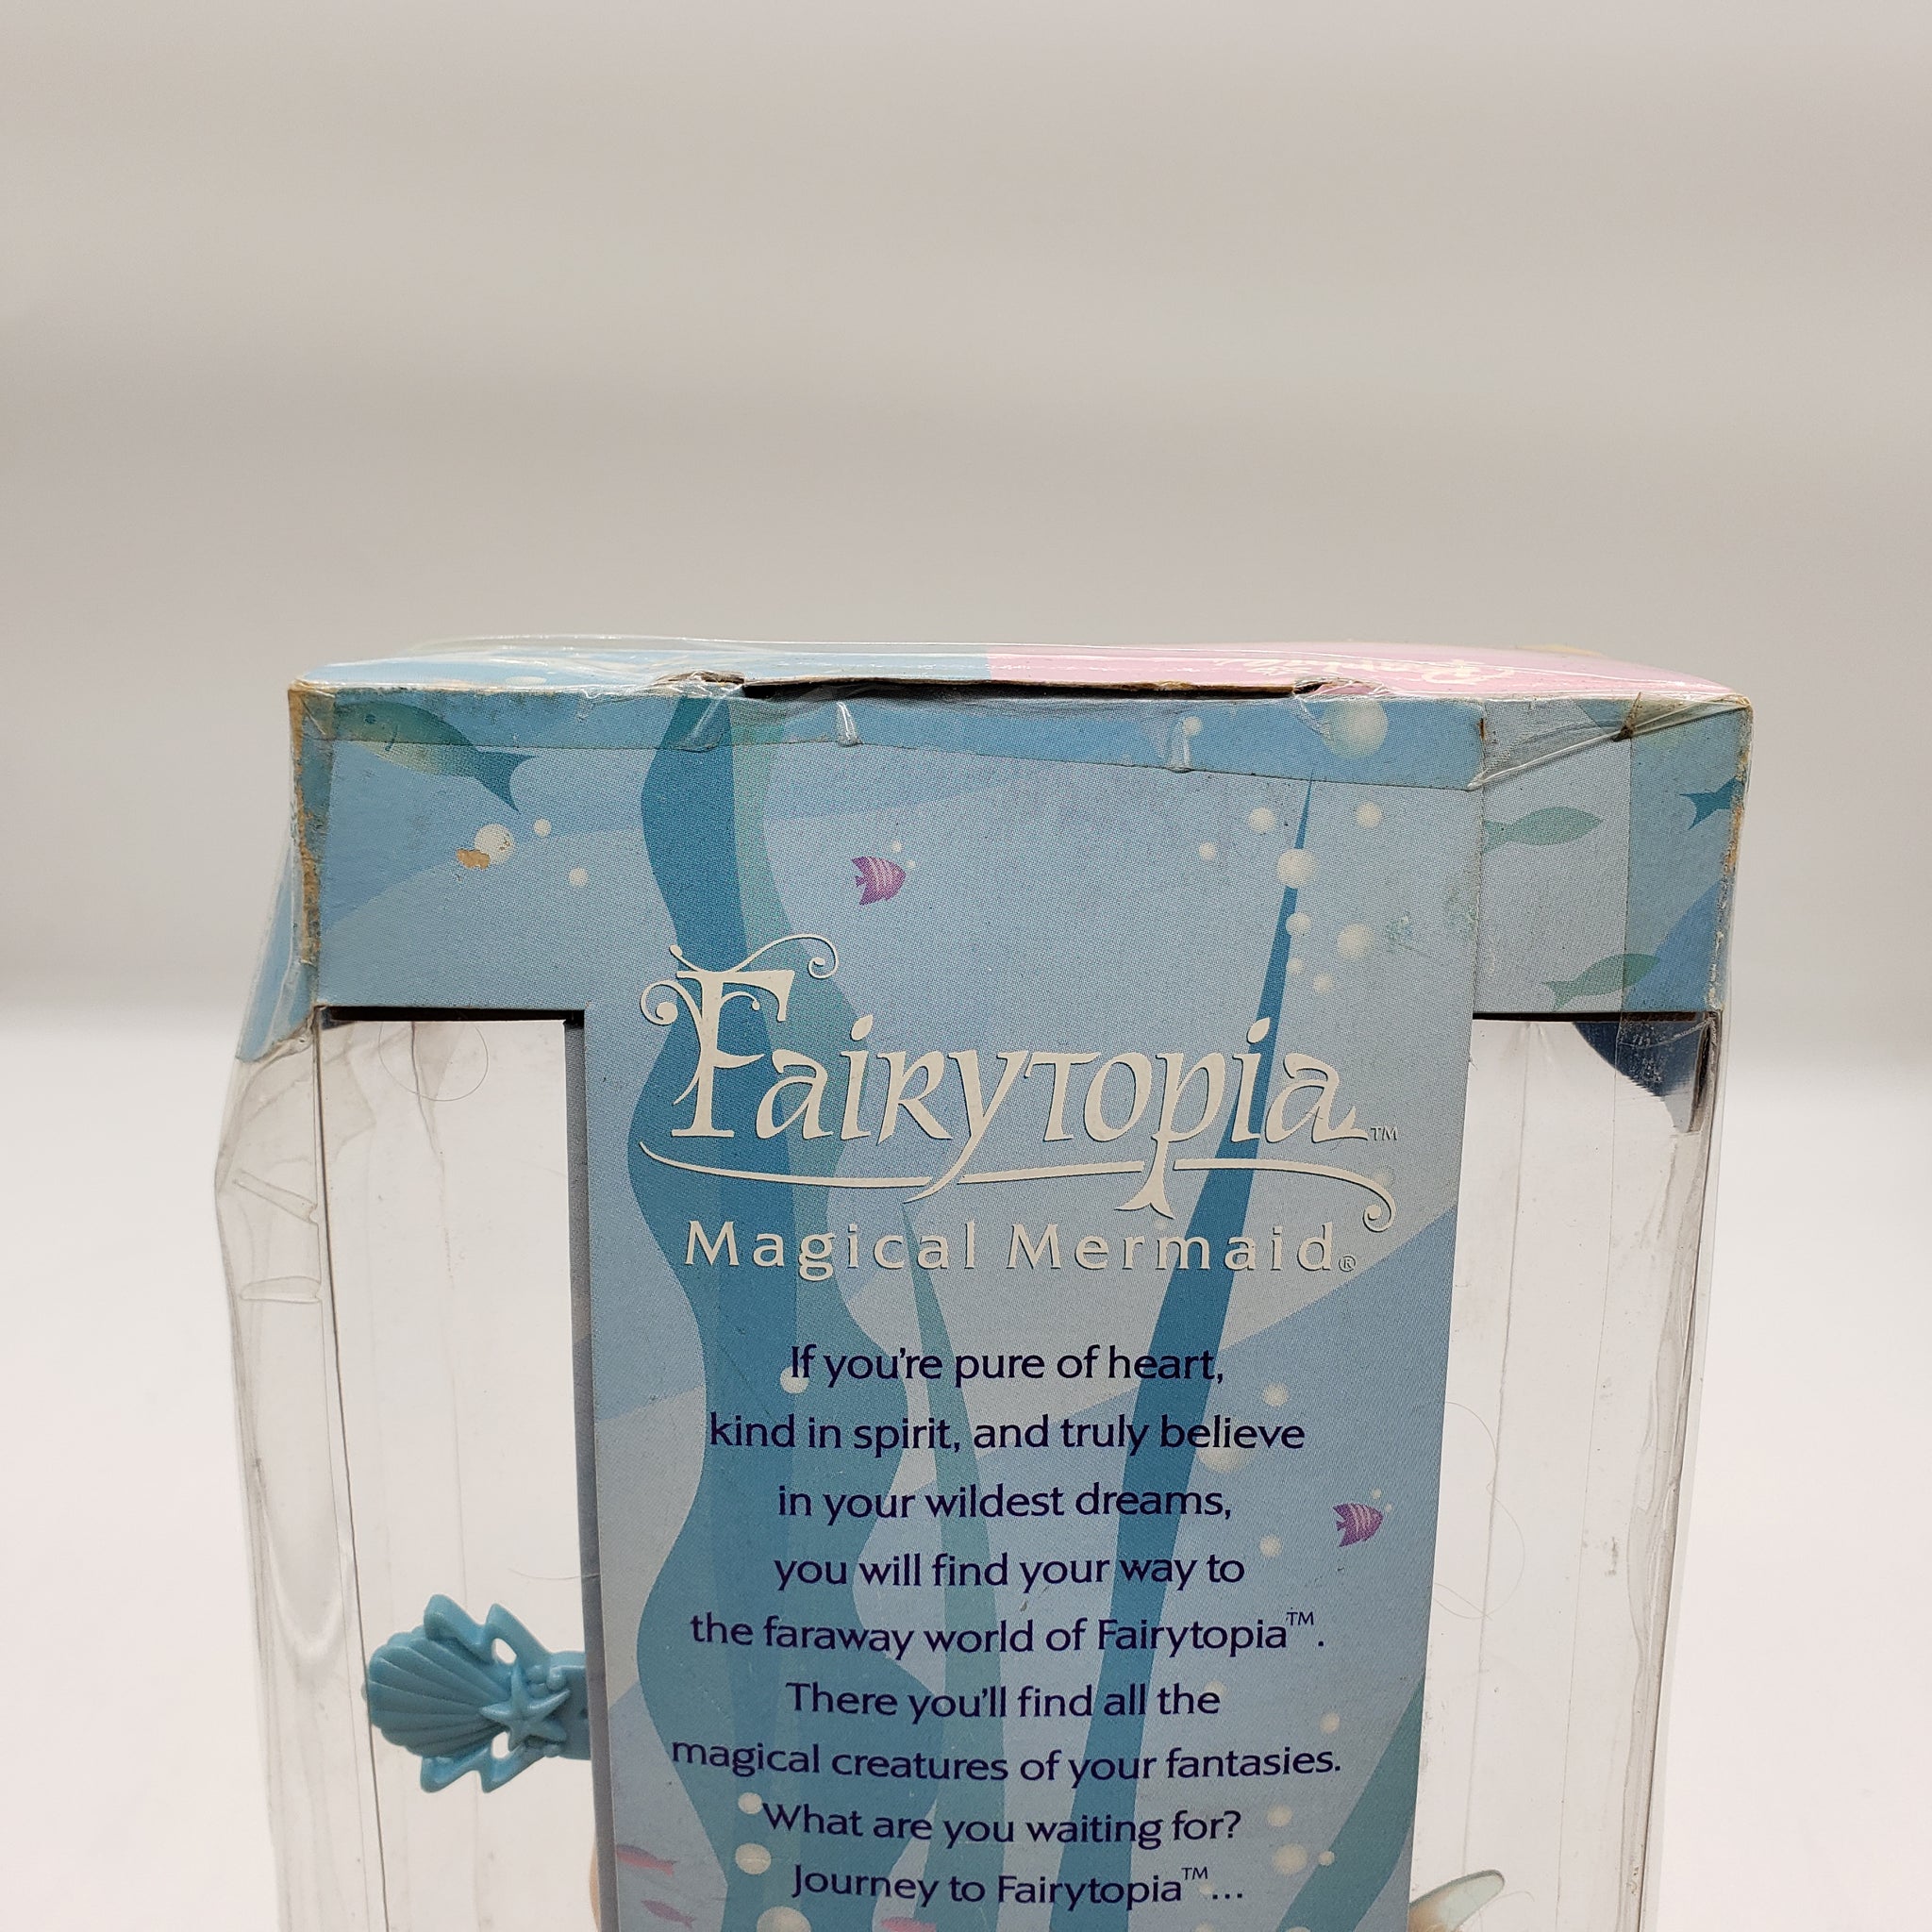 Fairytopia™
Magical Mermaid®
If you're pure of heart,
kind in spirit, and truly believe
in your wildest dreams,
you will find your way to
the faraway world of Fairytopia™.
There you'll find all the
magical creatures of your fantasies.
What are you waiting for?
Journey to Fairytopia™...